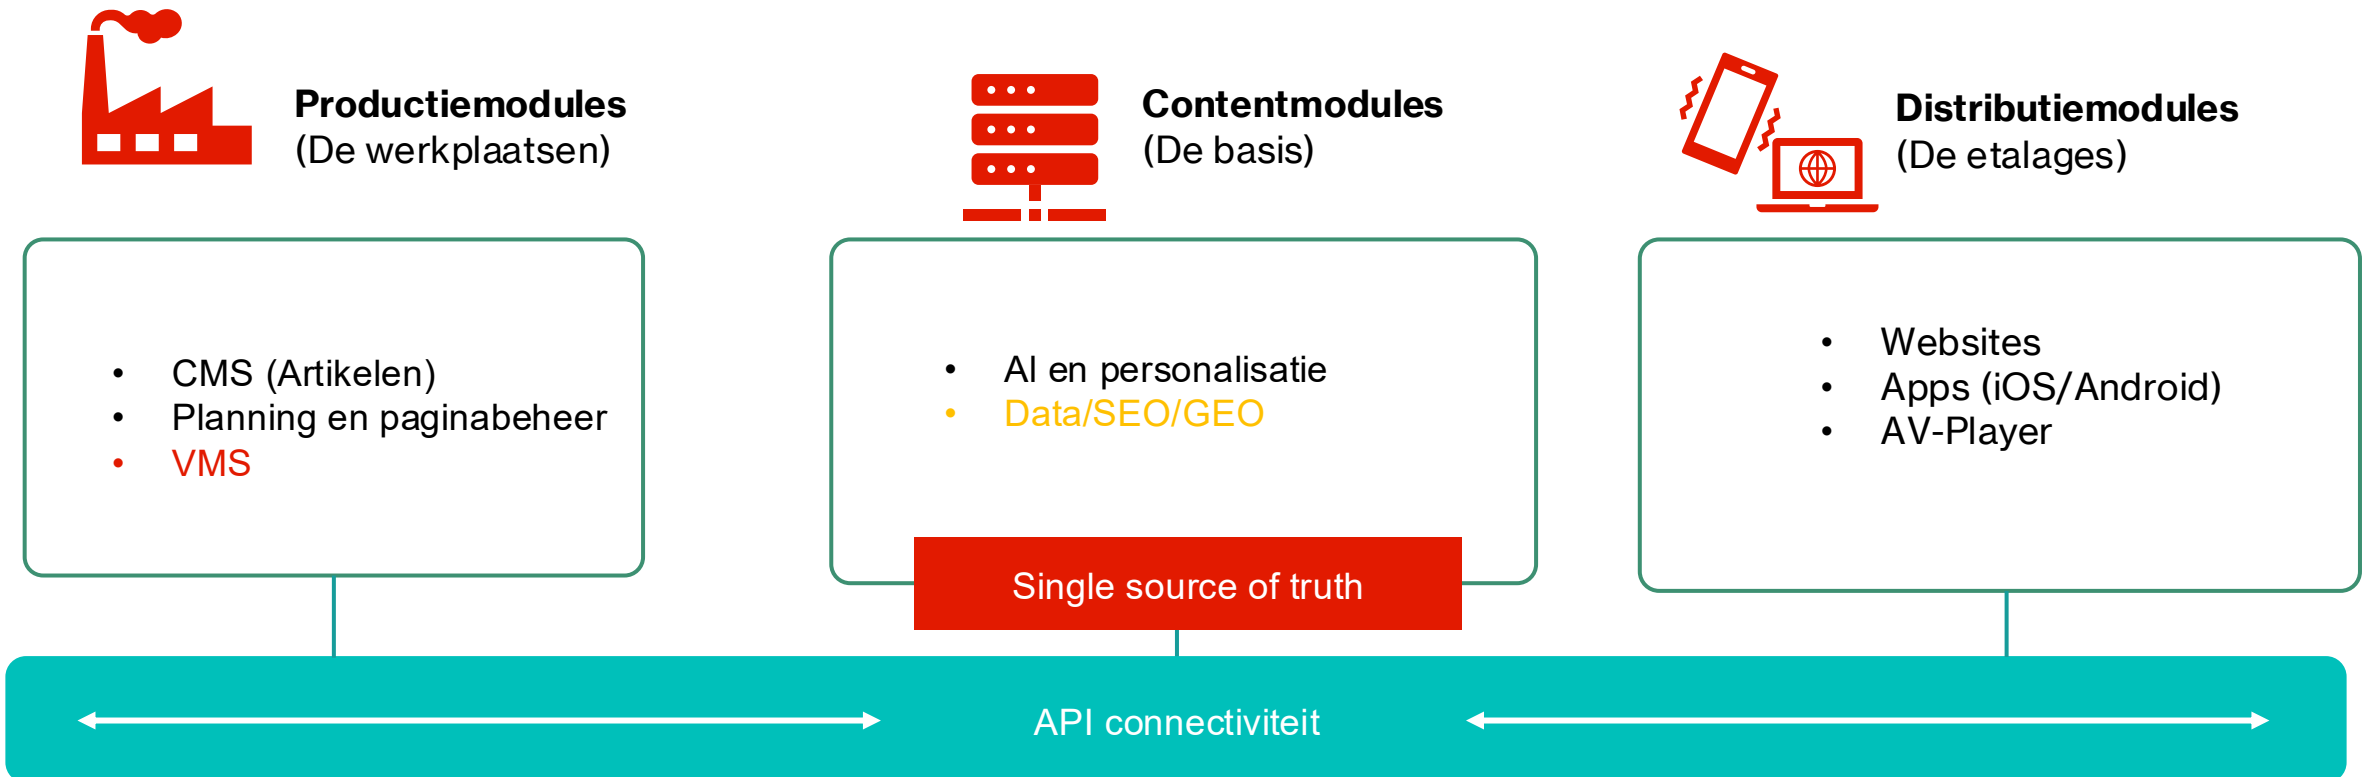 Productiemodules
(De werkplaatsen)
Contentmodules
(De basis)
Distributiemodules
(De etalages)
• CMS (Artikelen)
• Planning en paginabeheer
• VMS
• AI en personalisatie
• Data/SEO/GEO
• Websites
• Apps (iOS/Android)
• AV-Player
Single source of truth
API connectiviteit